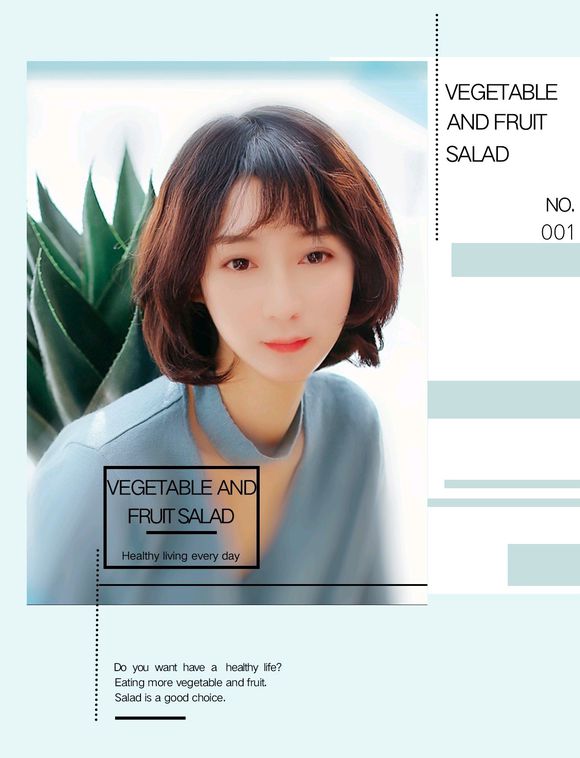 VEGETABLE
AND FRUIT
SALAD
NO.
001
VEGETABLE AND
FRUIT SALAD
Healthy living every day
Do you want have a healthy life?
Eating more vegetable and fruit.
Salad is a good choice.